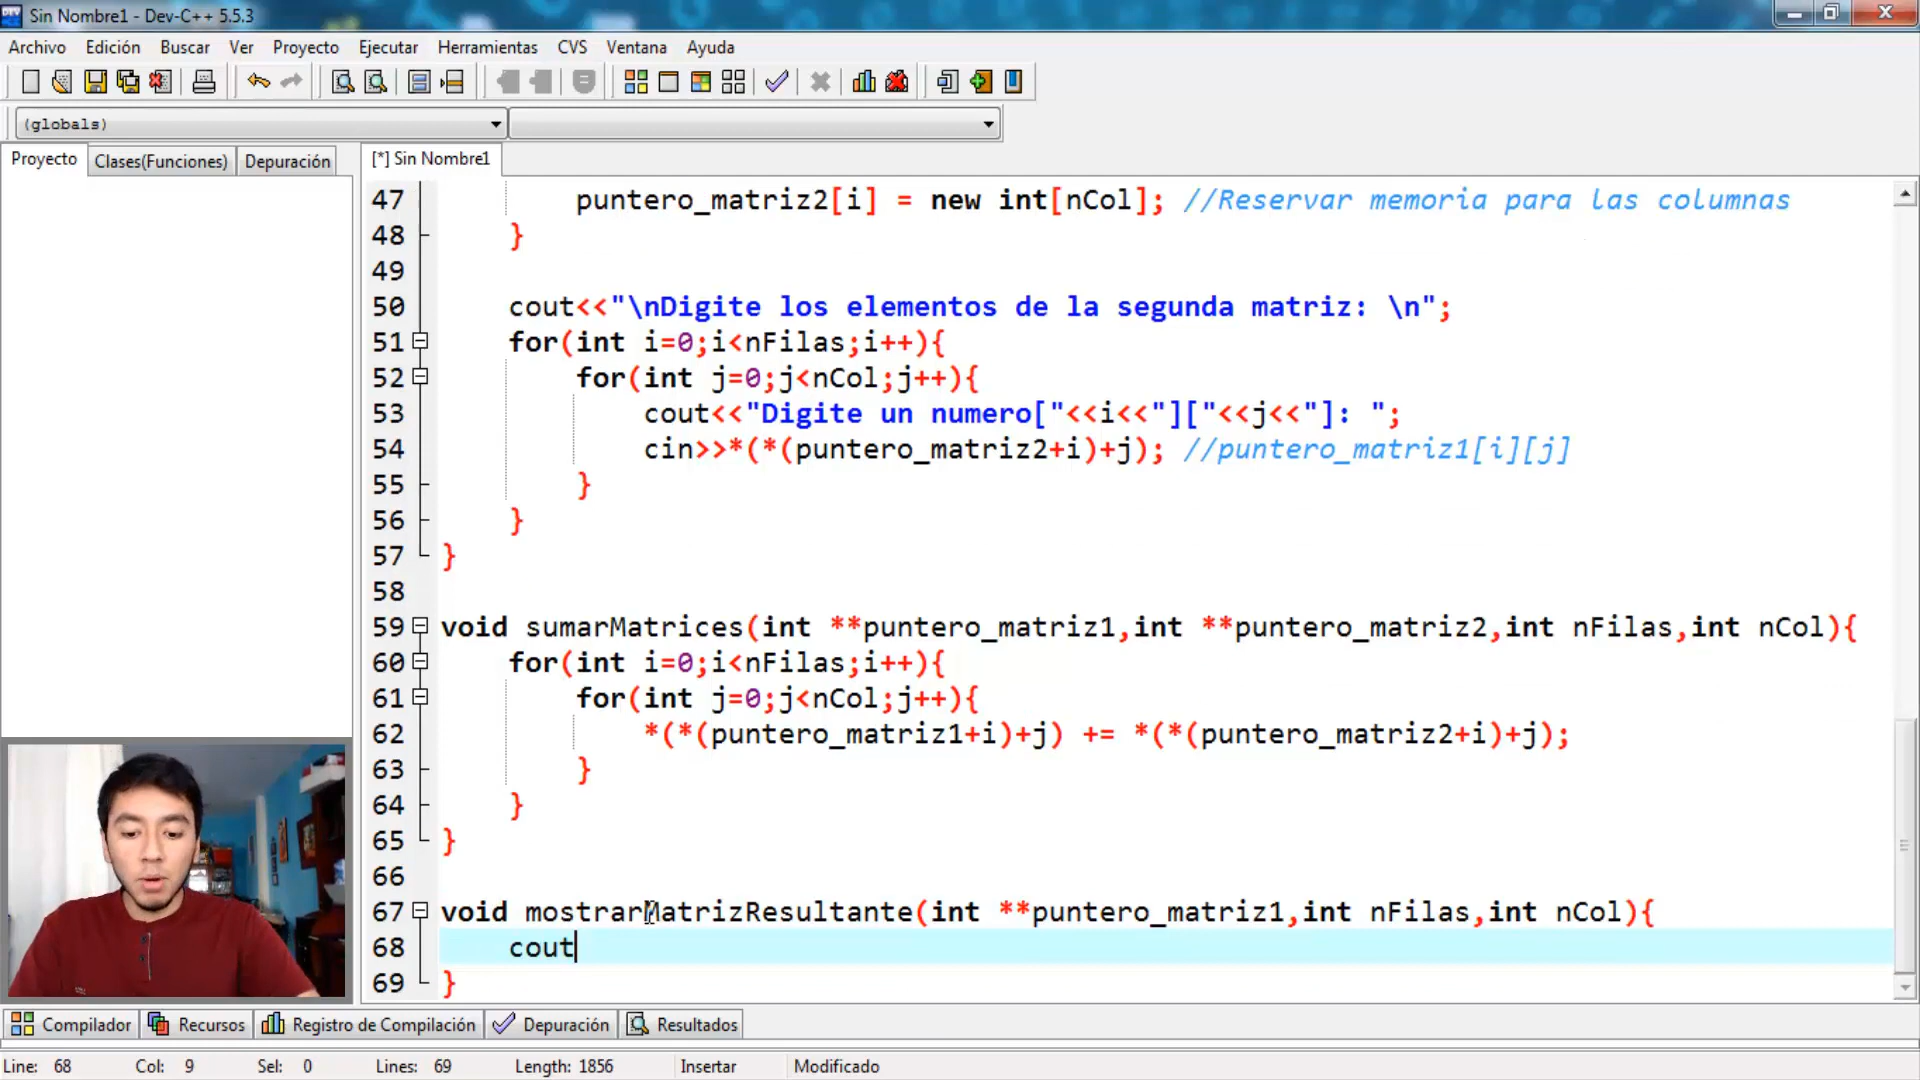 Sin Nombre1 - Dev-C++ 5.5.3
Archivo Edición Buscar Ver Proyecto Ejecutar Herramientas CVS Ventana Ayuda
(globals)
Proyecto Clases(Funciones) Depuración
[*] Sin Nombre1
47 puntero_matriz2[i] = new int[nCol]; //Reservar memoria para las columnas
48 }
49
50 cout<<"\nDigite los elementos de la segunda matriz: \n";
51 for(int i=0;i<nFilas;i++){
52 for(int j=0;j<nCol;j++){
53 cout<<"Digite un numero["<<i<<"]["<<j<<"]: ";
54 cin>>*(*(puntero_matriz2+i)+j); //puntero_matriz1[i][j]
55 }
56 }
57 }
58
59 void sumarMatrices(int **puntero_matriz1,int **puntero_matriz2,int nFilas,int nCol){
60 for(int i=0;i<nFilas;i++){
61 for(int j=0;j<nCol;j++){
62 *(*(puntero_matriz1+i)+j) += *(*(puntero_matriz2+i)+j);
63 }
64 }
65 }
66
67 void mostrarMatrizResultante(int **puntero_matriz1,int nFilas,int nCol){
68 cout
69 }
Compilador Recursos Registro de Compilación Depuración Resultados
Line: 68 Col: 9 Sel: 0 Lines: 69 Length: 1856 Insertar Modificado